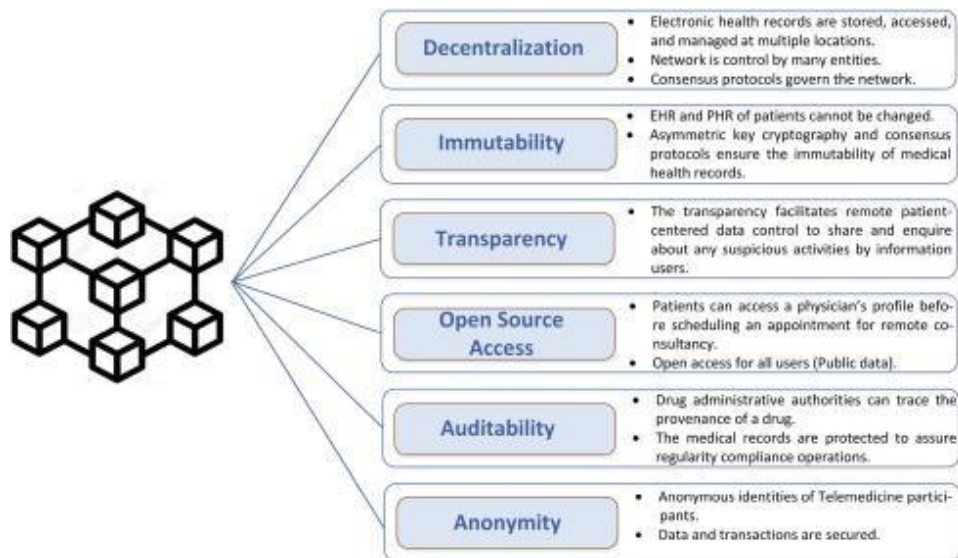 Decentralization
• Electronic health records are stored, accessed,
and managed at multiple locations.
• Network is control by many entities.
• Consensus protocols govern the network.
Immutability
• EHR and PHR of patients cannot be changed.
• Asymmetric key cryptography and consensus
protocols ensure the immutability of medical
health records.
Transparency
• The transparency facilitates remote patient-
centered data control to share and enquire
about any suspicious activities by information
users.
Open Source
Access
• Patients can access a physician's profile befo-
re scheduling an appointment for remote co-
nsultancy.
• Open access for all users (Public data).
Auditability
• Drug administrative authorities can trace the
provenance of a drug.
• The medical records are protected to assure
regularity compliance operations.
Anonymity
• Anonymous identities of Telemedicine partici-
pants.
• Data and transactions are secured.